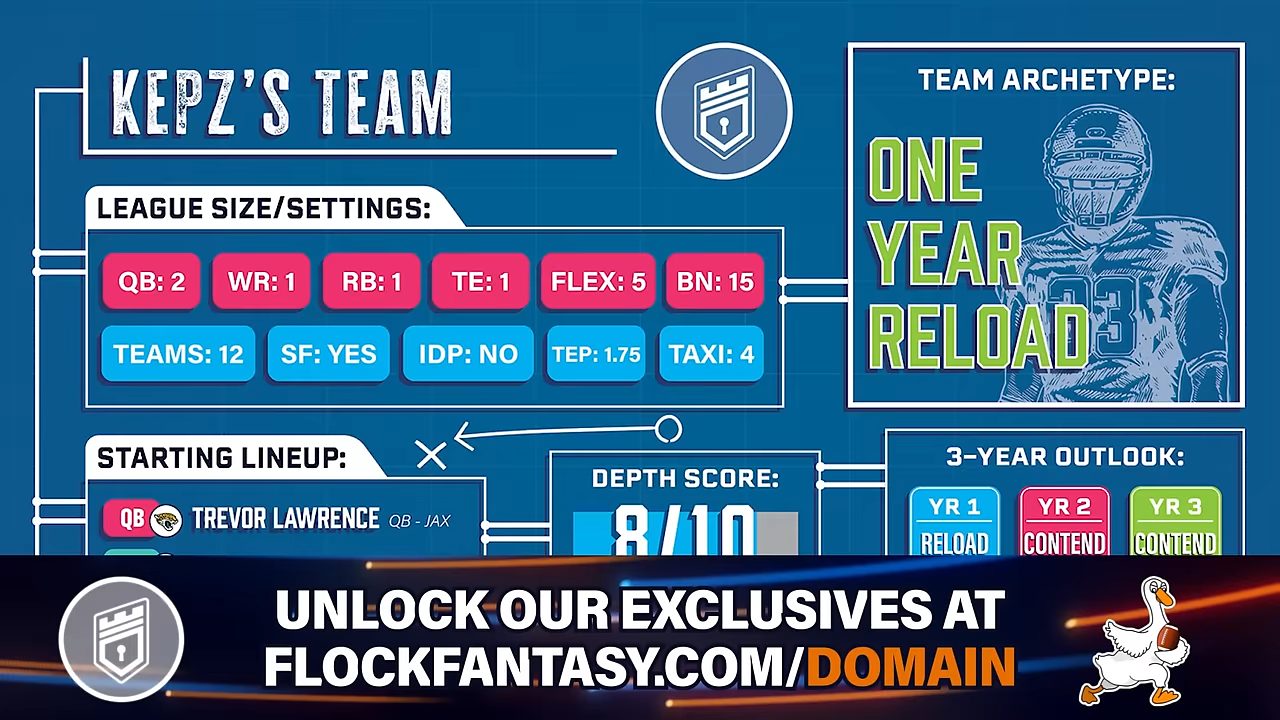 KEPZ'S TEAM
TEAM ARCHETYPE:
ONE
YEAR
RELOAD
33
LEAGUE SIZE/SETTINGS:
QB: 2 WR: 1 RB: 1 TE: 1 FLEX: 5 BN: 15
TEAMS: 12 SF: YES IDP: NO TEP: 1.75 TAXI: 4
STARTING LINEUP:
QB TREVOR LAWRENCE QB - JAX
DEPTH SCORE:
8/10
3-YEAR OUTLOOK:
YR 1 YR 2 YR 3
RELOAD CONTEND CONTEND
UNLOCK OUR EXCLUSIVES AT
FLOCKFANTASY.COM/DOMAIN